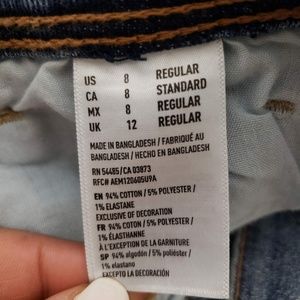 US 8 REGULAR
CA 8 STANDARD
MX 8 REGULAR
UK 12 REGULAR
MADE IN BANGLADESH / FABRIQUÉ AU
BANGLADESH / HECHO EN BANGLADESH
RN 54485/CA 03873
RFC# AEM120605U9A
EN 94% COTTON / 5% POLYESTER /
1% ELASTANE
EXCLUSIVE OF DECORATION
FR 94% COTON / 5% POLYESTER /
1% ÉLASTHANNE
À L'EXCEPTION DE LA GARNITURE
SP 94% algodón / 5% poliéster /
1% elastano
EXCEPTO LA DECORACIÓN